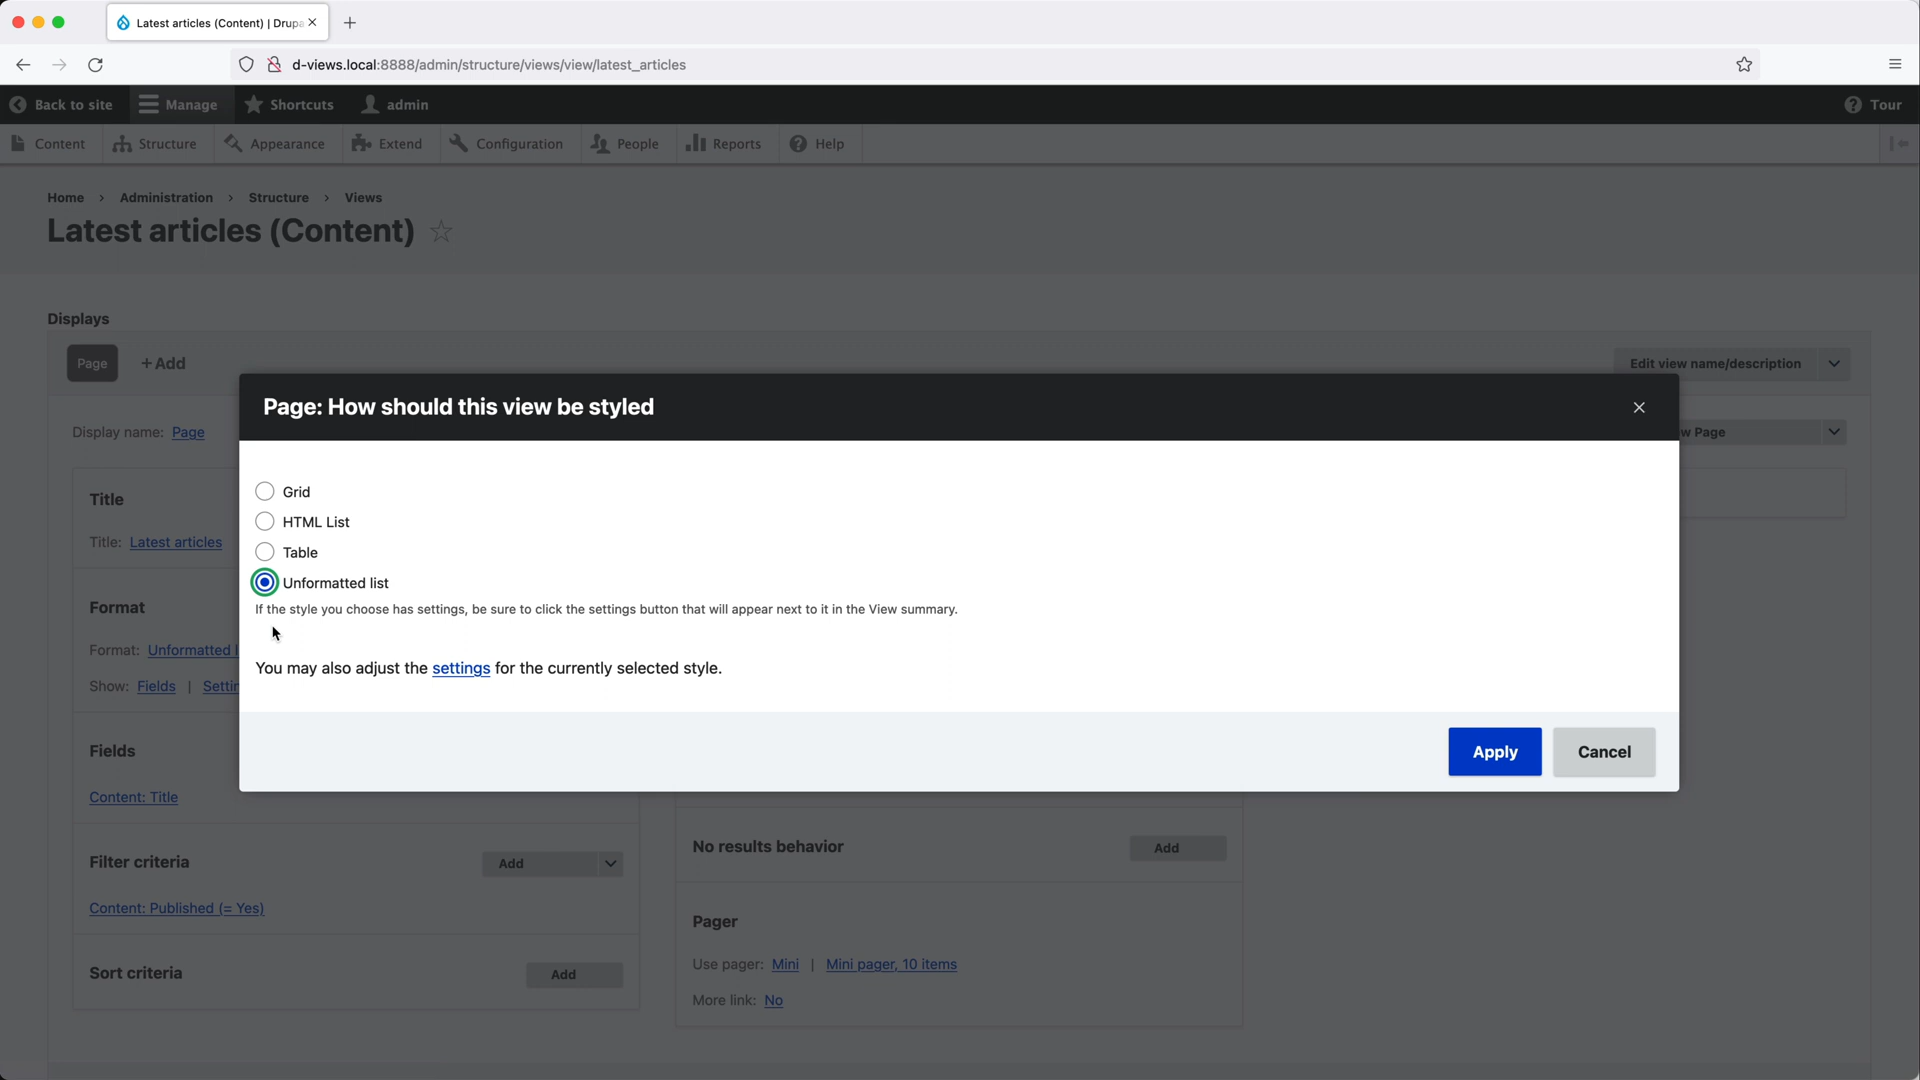 Latest articles (Content) | Drupa
d-views.local:8888/admin/structure/views/view/latest_articles
Back to site Manage Shortcuts admin Tour
Content Structure Appearance Extend Configuration People Reports Help
Home › Administration › Structure › Views
Latest articles (Content)
Displays
Page + Add Edit view name/description
Page: How should this view be styled
Display name: Page w Page
Grid
Title
HTML List
Title: Latest articles
Table
Unformatted list
Format
If the style you choose has settings, be sure to click the settings button that will appear next to it in the View summary.
Format: Unformatted l
You may also adjust the settings for the currently selected style.
Show: Fields | Settin
Fields
Apply Cancel
Content: Title
No results behavior Add
Filter criteria Add
Content: Published (= Yes)
Pager
Use pager: Mini | Mini pager, 10 items
Sort criteria Add
More link: No